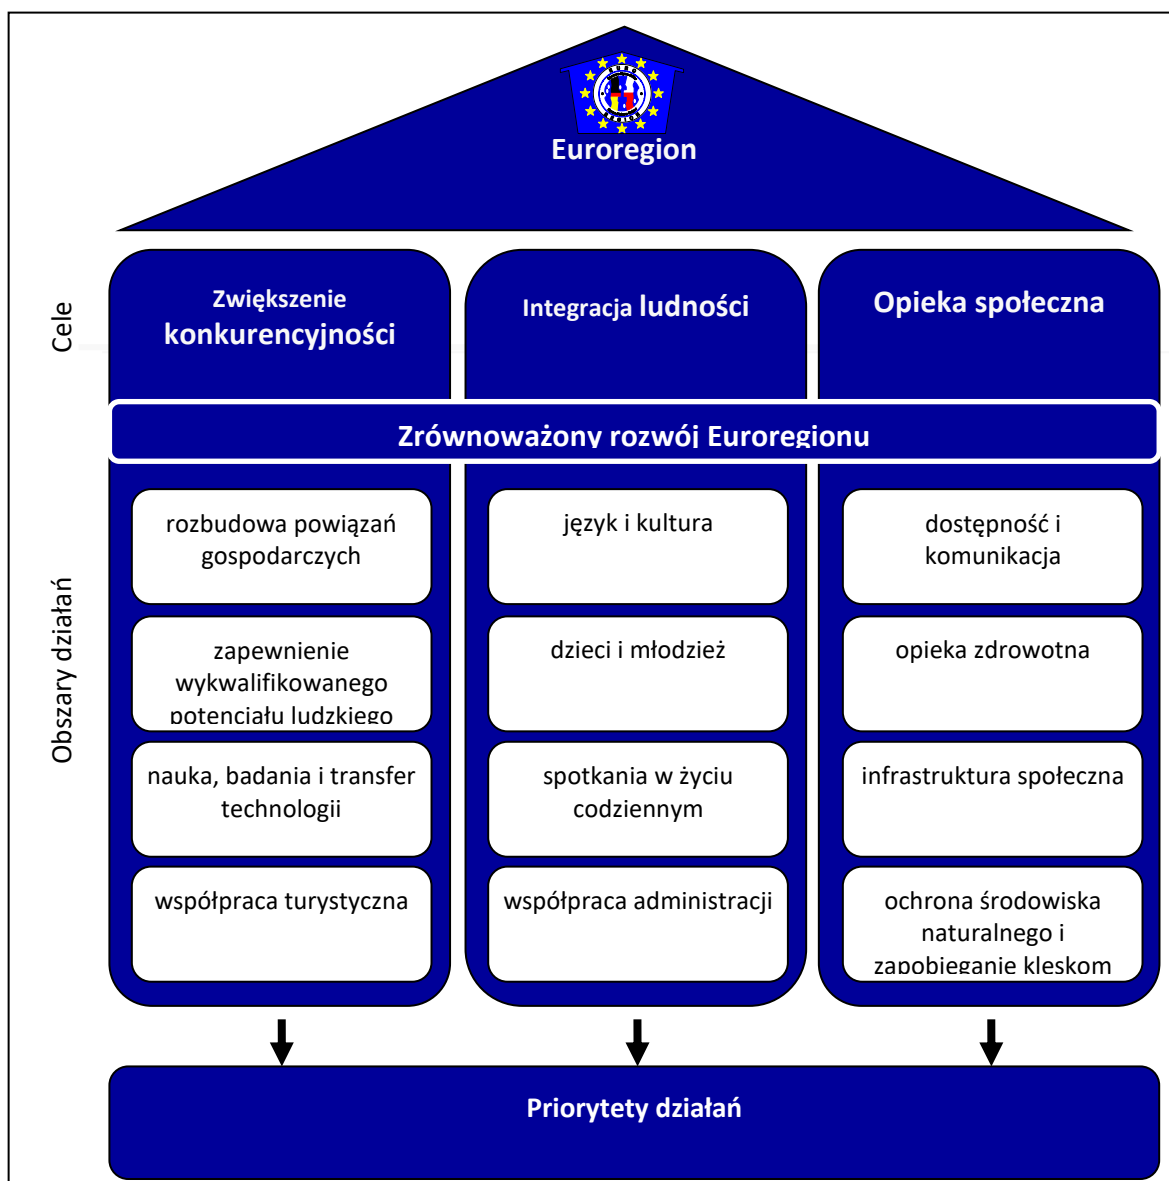 EURO
REGION
Euroregion
Cele
Zwiększenie
konkurencyjności
Integracja ludności
Opieka społeczna
Zrównoważony rozwój Euroregionu
Obszary działań
rozbudowa powiązań
gospodarczych
zapewnienie
wykwalifikowanego
potencjału ludzkiego
nauka, badania i transfer
technologii
współpraca turystyczna
język i kultura
dzieci i młodzież
spotkania w życiu
codziennym
współpraca administracji
dostępność i
komunikacja
opieka zdrowotna
infrastruktura społeczna
ochrona środowiska
naturalnego i
zapobieganie klęskom
Priorytety działań